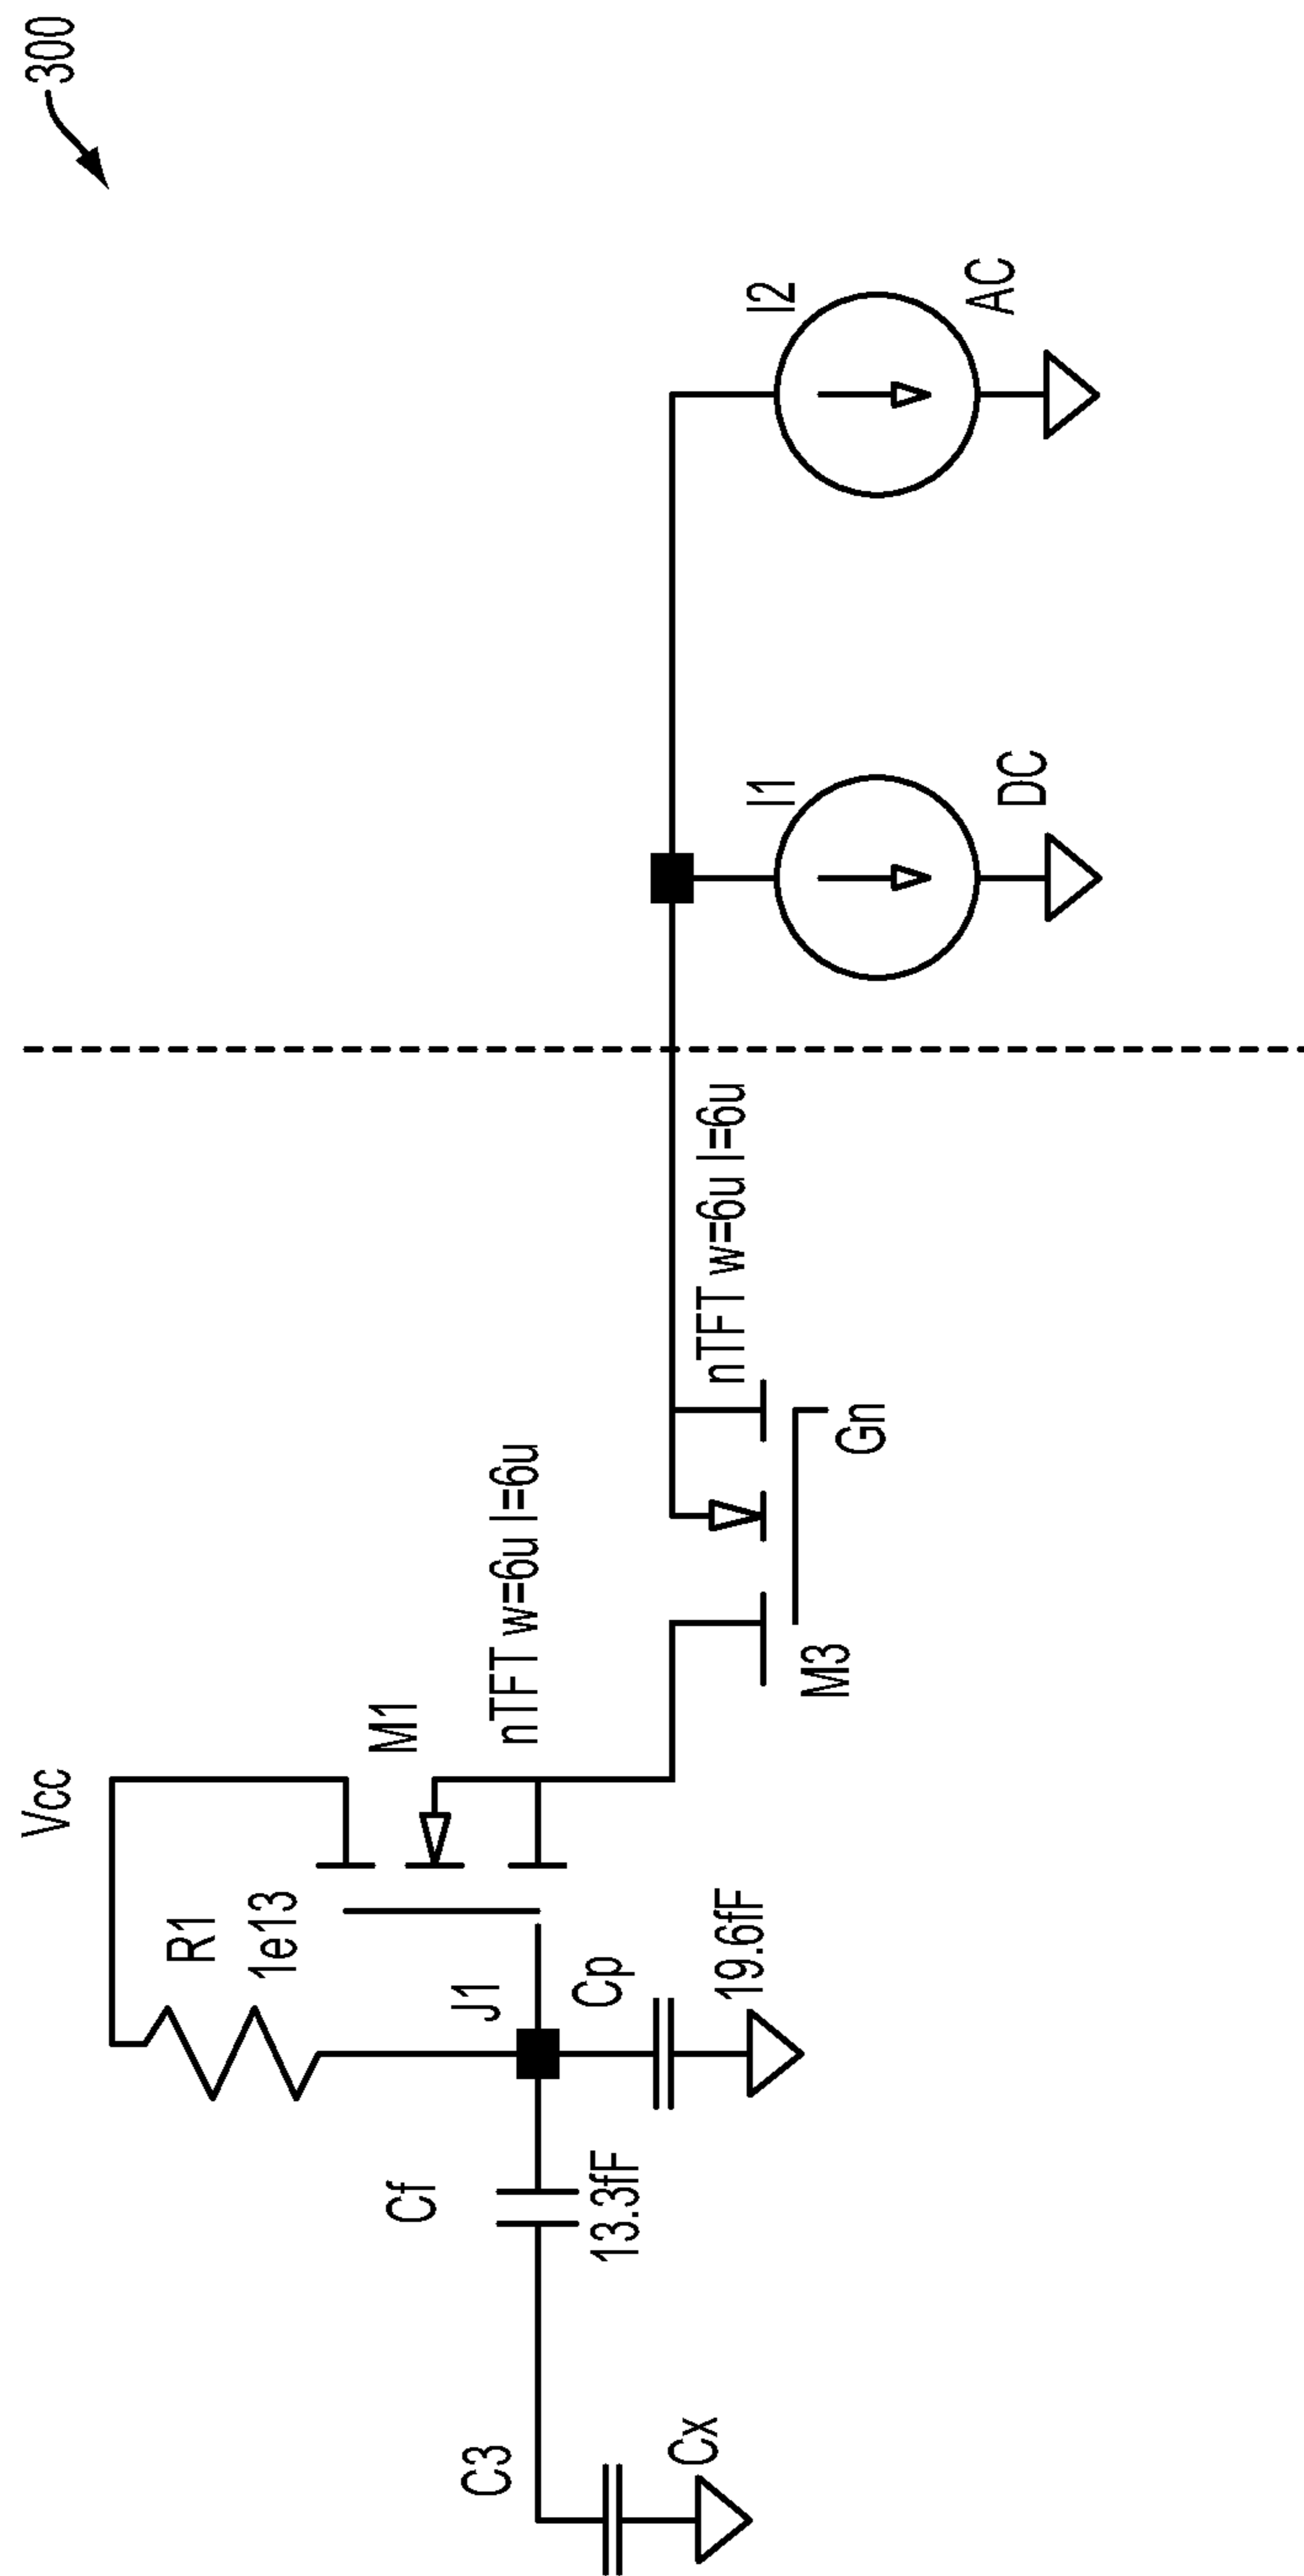 300
Vcc
R1
1e13
M1
nTFT w=6u l=6u
J1
Cf
13.3fF
Cp
19.6fF
C3
Cx
M3
Gn
nTFT w=6u l=6u
I1
DC
I2
AC